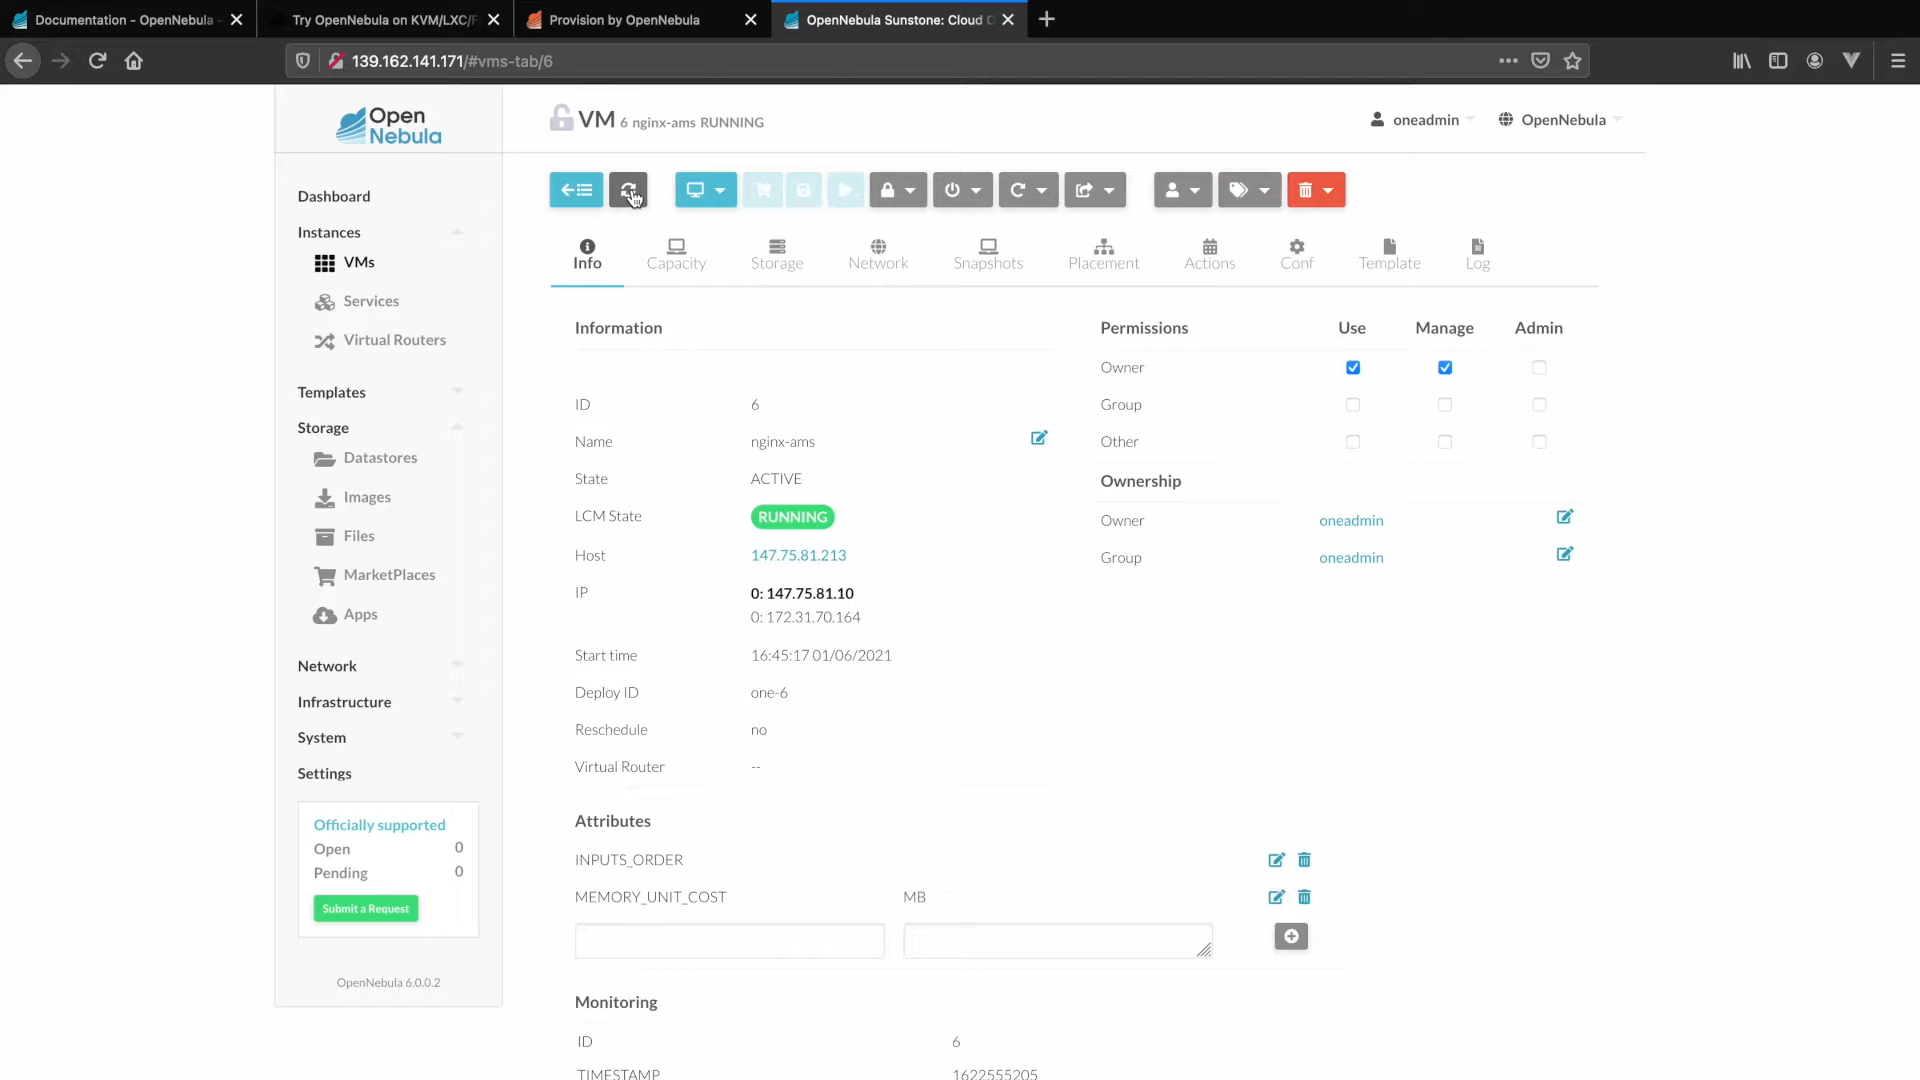 Documentation - OpenNebula
Try OpenNebula on KVM/LXC/F
Provision by OpenNebula
OpenNebula Sunstone: Cloud O
139.162.141.171/#vms-tab/6
Open
Nebula
VM 6 nginx-ams RUNNING
oneadmin
OpenNebula
Dashboard
Instances
VMs
Services
Virtual Routers
Templates
Storage
Datastores
Images
Files
MarketPlaces
Apps
Network
Infrastructure
System
Settings
Officially supported
Open 0
Pending 0
Submit a Request
OpenNebula 6.0.0.2
Info
Capacity
Storage
Network
Snapshots
Placement
Actions
Conf
Template
Log
Information
ID 6
Name nginx-ams
State ACTIVE
LCM State RUNNING
Host 147.75.81.213
IP 0: 147.75.81.10
0: 172.31.70.164
Start time 16:45:17 01/06/2021
Deploy ID one-6
Reschedule no
Virtual Router --
Permissions Use Manage Admin
Owner
Group
Other
Ownership
Owner oneadmin
Group oneadmin
Attributes
INPUTS_ORDER
MEMORY_UNIT_COST MB
Monitoring
ID 6
TIMESTAMP 1622555205